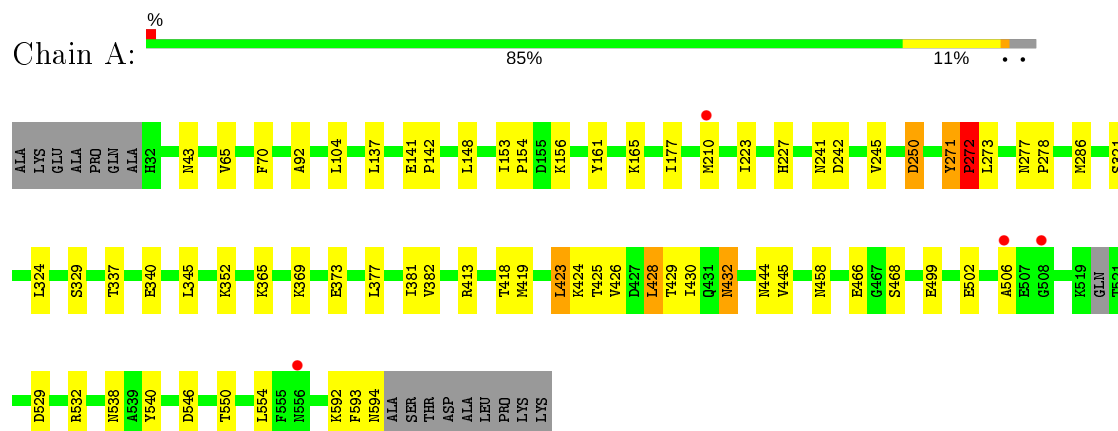 %
Chain A:
85% 11% • •
ALA LYS GLU ALA PRO GLN ALA H32 N43 V65 F70 A92 L104 L137 E141 P142 L148 I153 P154 D155 K156 Y161 K165 I177 M210 I223 H227 N241 D242 V245 D250 Y271 P272 L273 N277 P278 M286 S321
L324 S329 T337 E340 L345 K352 K365 K369 E373 L377 I381 V382 R413 T418 M419 L423 K424 T425 V426 D427 L428 T429 I430 Q431 N432 N444 V445 N458 E466 G467 S468 E499 E502 A506 E507 G508 K519 GLN T521
D529 R532 N538 A539 Y540 D546 T550 L554 F555 N556 K592 F593 N594 ALA SER THR ASP ALA LEU PRO LYS LYS